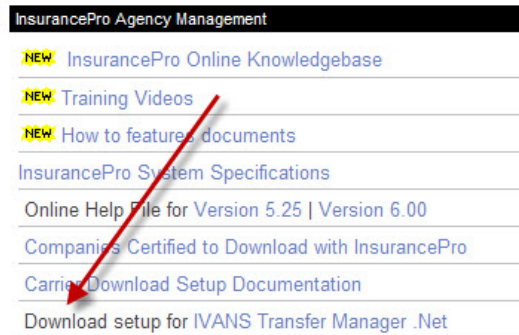 InsurancePro Agency Management
NEW InsurancePro Online Knowledgebase
NEW Training Videos
NEW How to features documents
InsurancePro System Specifications
Online Help File for Version 5.25 | Version 6.00
Companies Certified to Download with InsurancePro
Carrier Download Setup Documentation
Download setup for IVANS Transfer Manager .Net